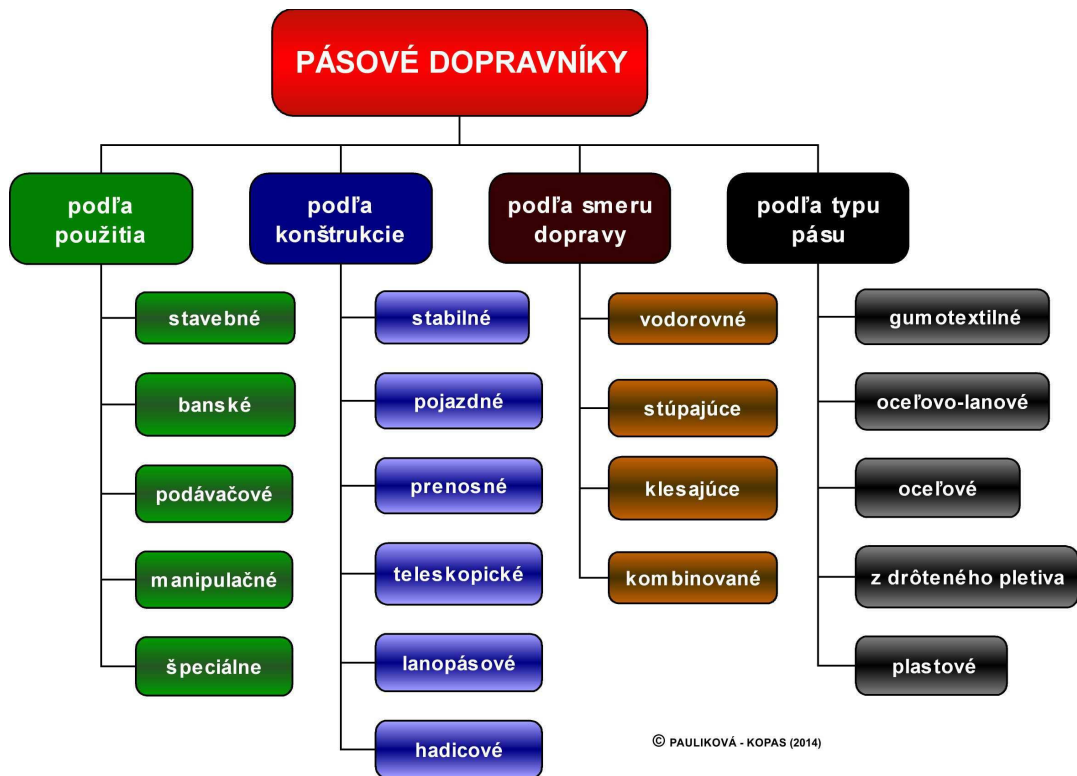 PÁSOVÉ DOPRAVNÍKY
podľa
použitia
stavebné
banské
podávačové
manipulačné
špeciálne
podľa
konštrukcie
stabilné
pojazdné
prenosné
teleskopické
lanopásové
hadicové
podľa smeru
dopravy
vodorovné
stúpajúce
klesajúce
kombinované
podľa typu
pásu
gumotextilné
oceľovo-lanové
oceľové
z drôteného pletiva
plastové
© PAULIKOVÁ - KOPAS (2014)